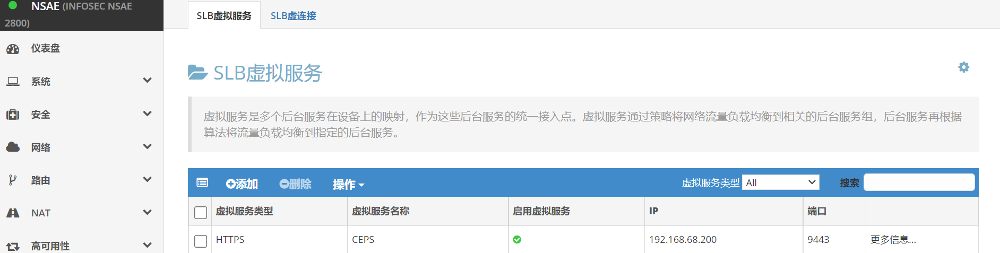 NSAE (INFOSEC NSAE
2800)
仪表盘
系统
安全
网络
路由
NAT
高可用性
SLB虚拟服务 SLB虚连接
SLB虚拟服务
虚拟服务是多个后台服务在设备上的映射，作为这些后台服务的统一接入点。虚拟服务通过策略将网络流量负载均衡到相关的后台服务组，后台服务再根据
算法将流量负载均衡到指定的后台服务。
添加 删除 操作 虚拟服务类型 All 搜索
虚拟服务类型 虚拟服务名称 启用虚拟服务 IP 端口
HTTPS CEPS 192.168.68.200 9443 更多信息...